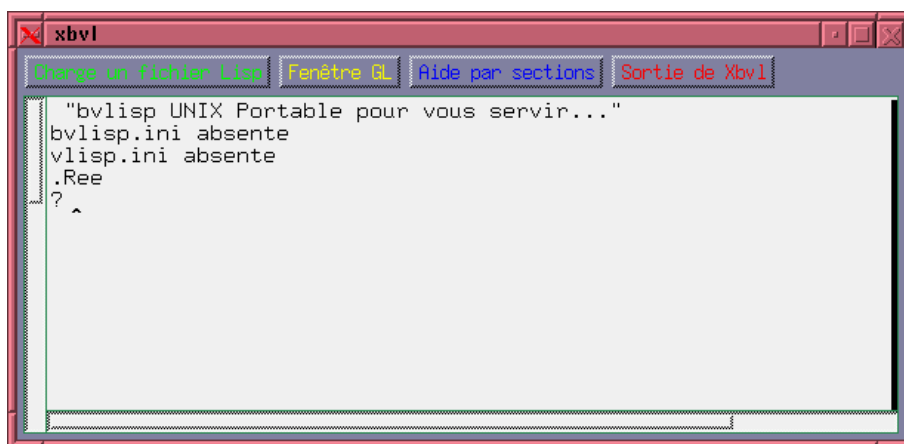 xbvl
Charge un fichier Lisp Fenêtre GL Aide par sections Sortie de Xbvl
"bvlisp UNIX Portable pour vous servir..."
bvlisp.ini absente
vlisp.ini absente
.Ree
?